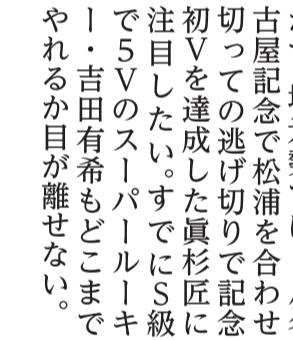 古屋記念で松浦を合わせ
切っての逃げ切りで記念
初Vを達成した眞杉匠に
注目したい。すでにS級
で5Vのスーパールーキ
ー・吉田有希もどこまで
やれるか目が離せない。